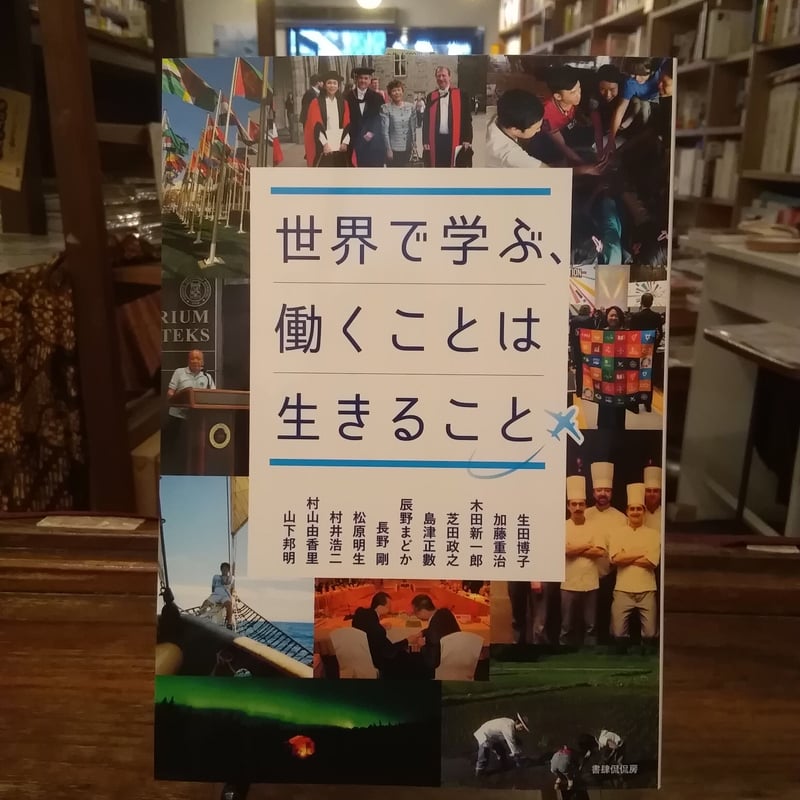 世界で学ぶ、
働くことは
生きること
生田博子
加藤重治
木田新一郎
芝田政之
島津正數
辰野まどか
長野 剛
松原明生
村井浩二
村山由香里
山下邦明
RIUM
TEKS
書肆侃侃房